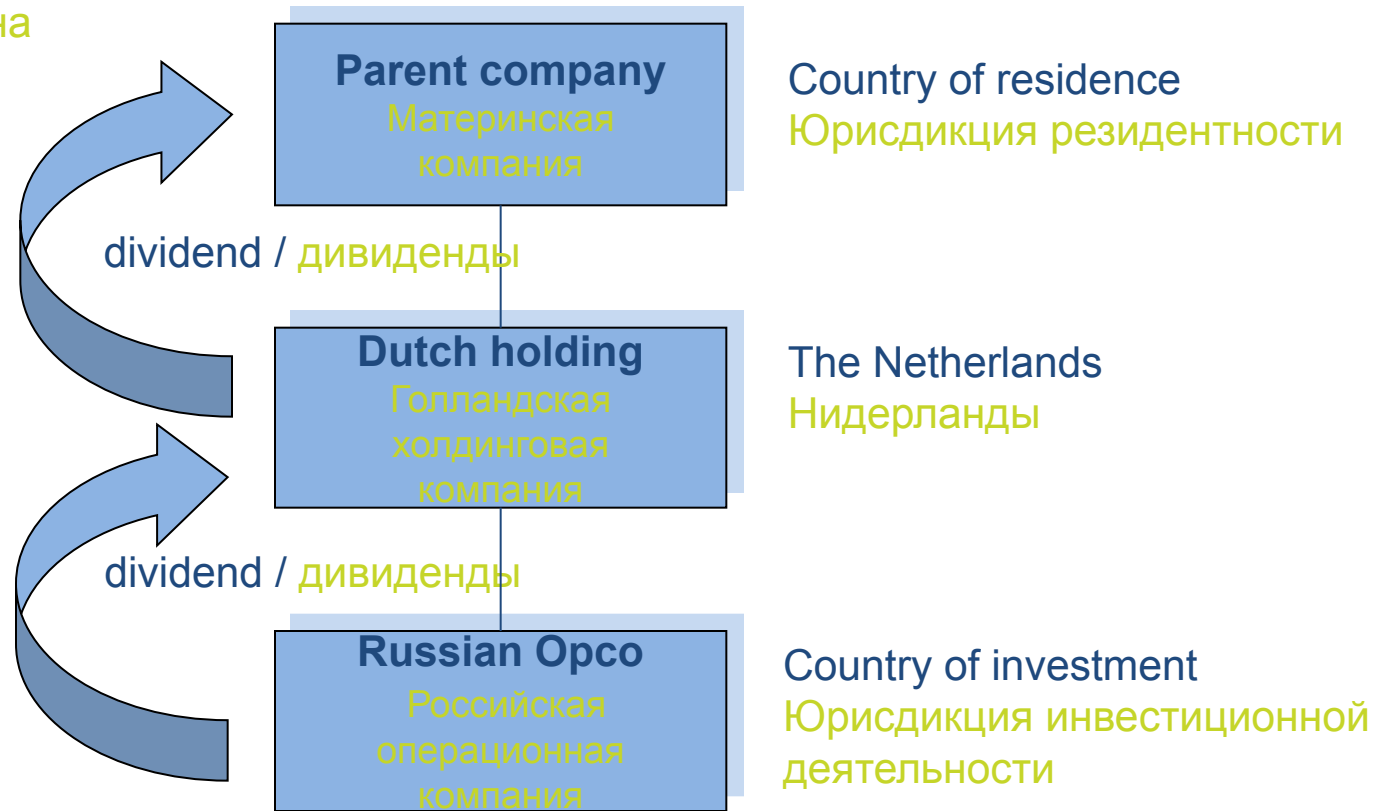 на
Parent company
Материнская
компания
Country of residence
Юрисдикция резидентности
dividend / дивиденды
Dutch holding
Голландская
холдинговая
компания
The Netherlands
Нидерланды
dividend / дивиденды
Russian Opco
Российская
операционная
компания
Country of investment
Юрисдикция инвестиционной
деятельности